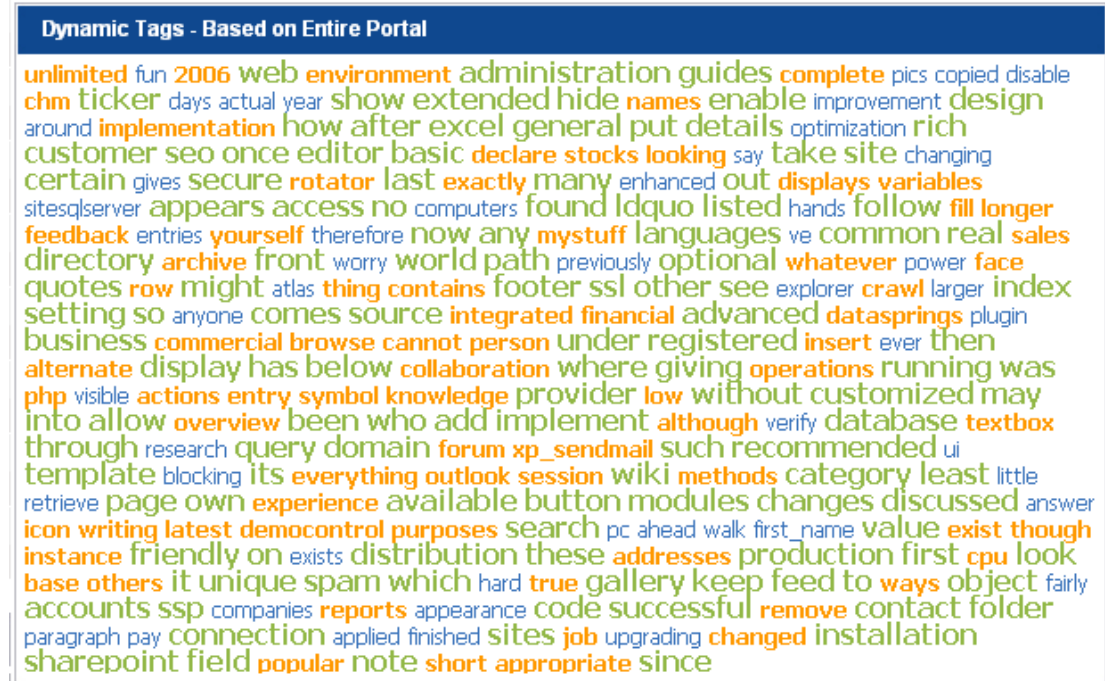 Dynamic Tags - Based on Entire Portal
unlimited fun 2006 web environment administration guides complete pics copied disable
chm ticker days actual year show extended hide names enable improvement design
around implementation how after excel general put details optimization rich
customer seo once editor basic declare stocks looking say take site changing
certain gives secure rotator last exactly many enhanced out displays variables
sitesqlserver appears access no computers found ldquo listed hands follow fill longer
feedback entries yourself therefore now any mystuff languages ve common real sales
directory archive front worry world path previously optional whatever power face
quotes row might atlas thing contains footer ssl other see explorer crawl larger index
setting so anyone comes source integrated financial advanced datasprings plugin
business commercial browse cannot person under registered insert ever then
alternate display has below collaboration where giving operations running was
php visible actions entry symbol knowledge provider low without customized may
into allow overview been who add implement although verify database textbox
through research query domain forum xp_sendmail such recommended ui
template blocking its everything outlook session wiki methods category least little
retrieve page own experience available button modules changes discussed answer
icon writing latest democontrol purposes search pc ahead walk first_name value exist though
instance friendly on exists distribution these addresses production first cpu look
base others it unique spam which hard true gallery keep feed to ways object fairly
accounts ssp companies reports appearance code successful remove contact folder
paragraph pay connection applied finished sites job upgrading changed installation
sharepoint field popular note short appropriate since